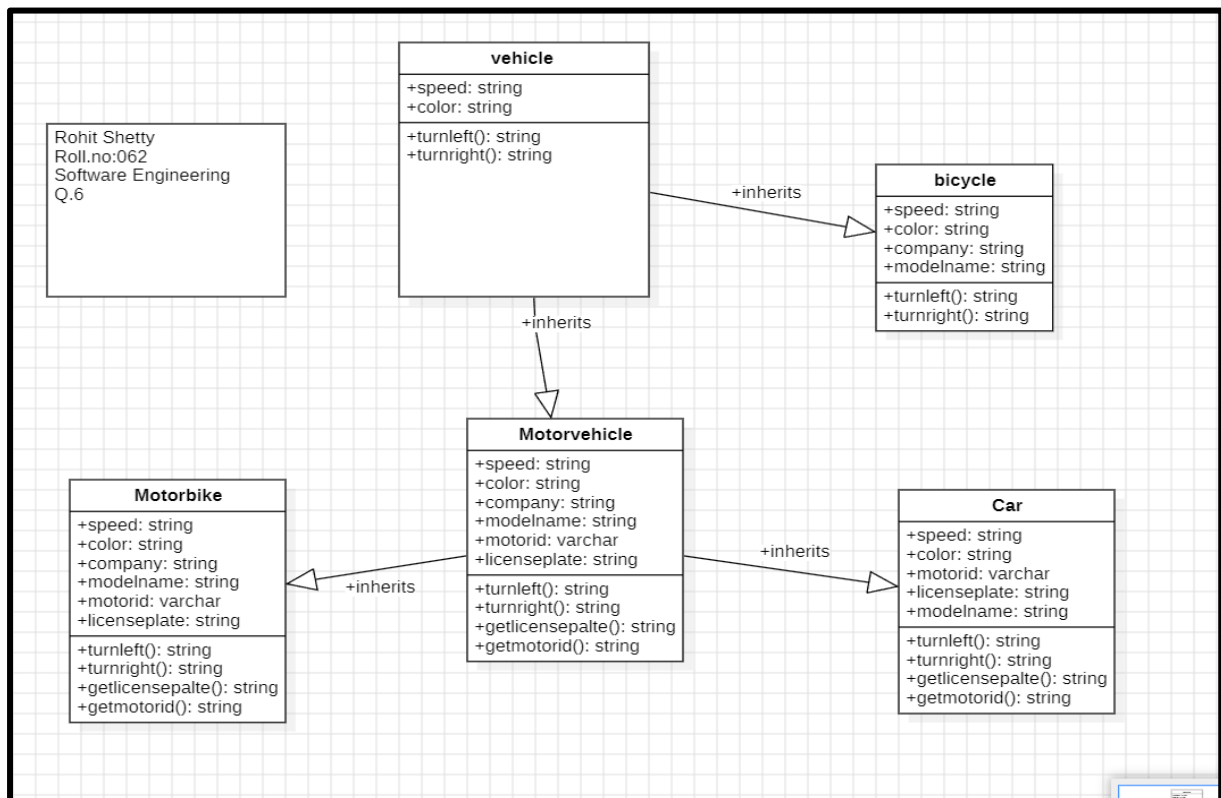 vehicle
+speed: string
+color: string
+turnleft(): string
+turnright(): string
Rohit Shetty
Roll.no:062
Software Engineering
Q.6
+inherits
bicycle
+speed: string
+color: string
+company: string
+modelname: string
+turnleft(): string
+turnright(): string
+inherits
Motorvehicle
+speed: string
+color: string
+company: string
+modelname: string
+motorid: varchar
+licenseplate: string
+turnleft(): string
+turnright(): string
+getlicensepalte(): string
+getmotorid(): string
Motorbike
+speed: string
+color: string
+company: string
+modelname: string
+motorid: varchar
+licenseplate: string
+turnleft(): string
+turnright(): string
+getlicensepalte(): string
+getmotorid(): string
+inherits
+inherits
Car
+speed: string
+color: string
+motorid: varchar
+licenseplate: string
+modelname: string
+turnleft(): string
+turnright(): string
+getlicensepalte(): string
+getmotorid(): string